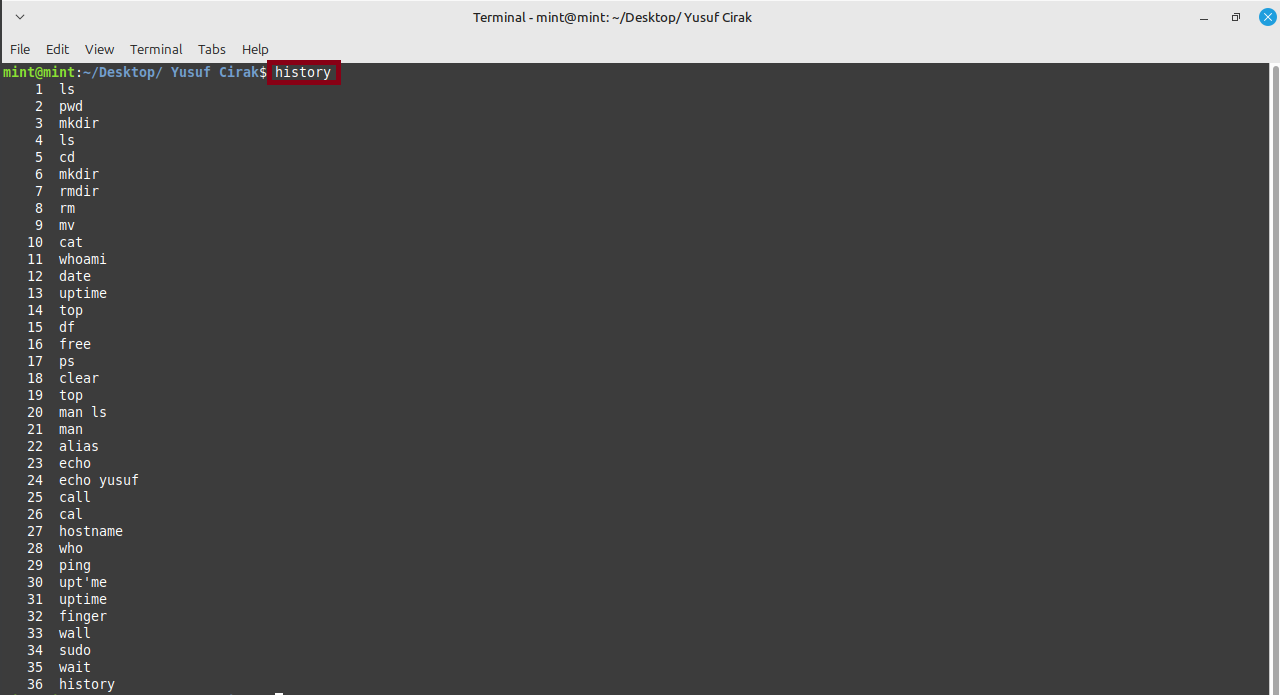 Terminal - mint@mint: ~/Desktop/ Yusuf Cirak
File Edit View Terminal Tabs Help
mint@mint:~/Desktop/ Yusuf Cirak$ history
1 ls
2 pwd
3 mkdir
4 ls
5 cd
6 mkdir
7 rmdir
8 rm
9 mv
10 cat
11 whoami
12 date
13 uptime
14 top
15 df
16 free
17 ps
18 clear
19 top
20 man ls
21 man
22 alias
23 echo
24 echo yusuf
25 call
26 cal
27 hostname
28 who
29 ping
30 upt'me
31 uptime
32 finger
33 wall
34 sudo
35 wait
36 history